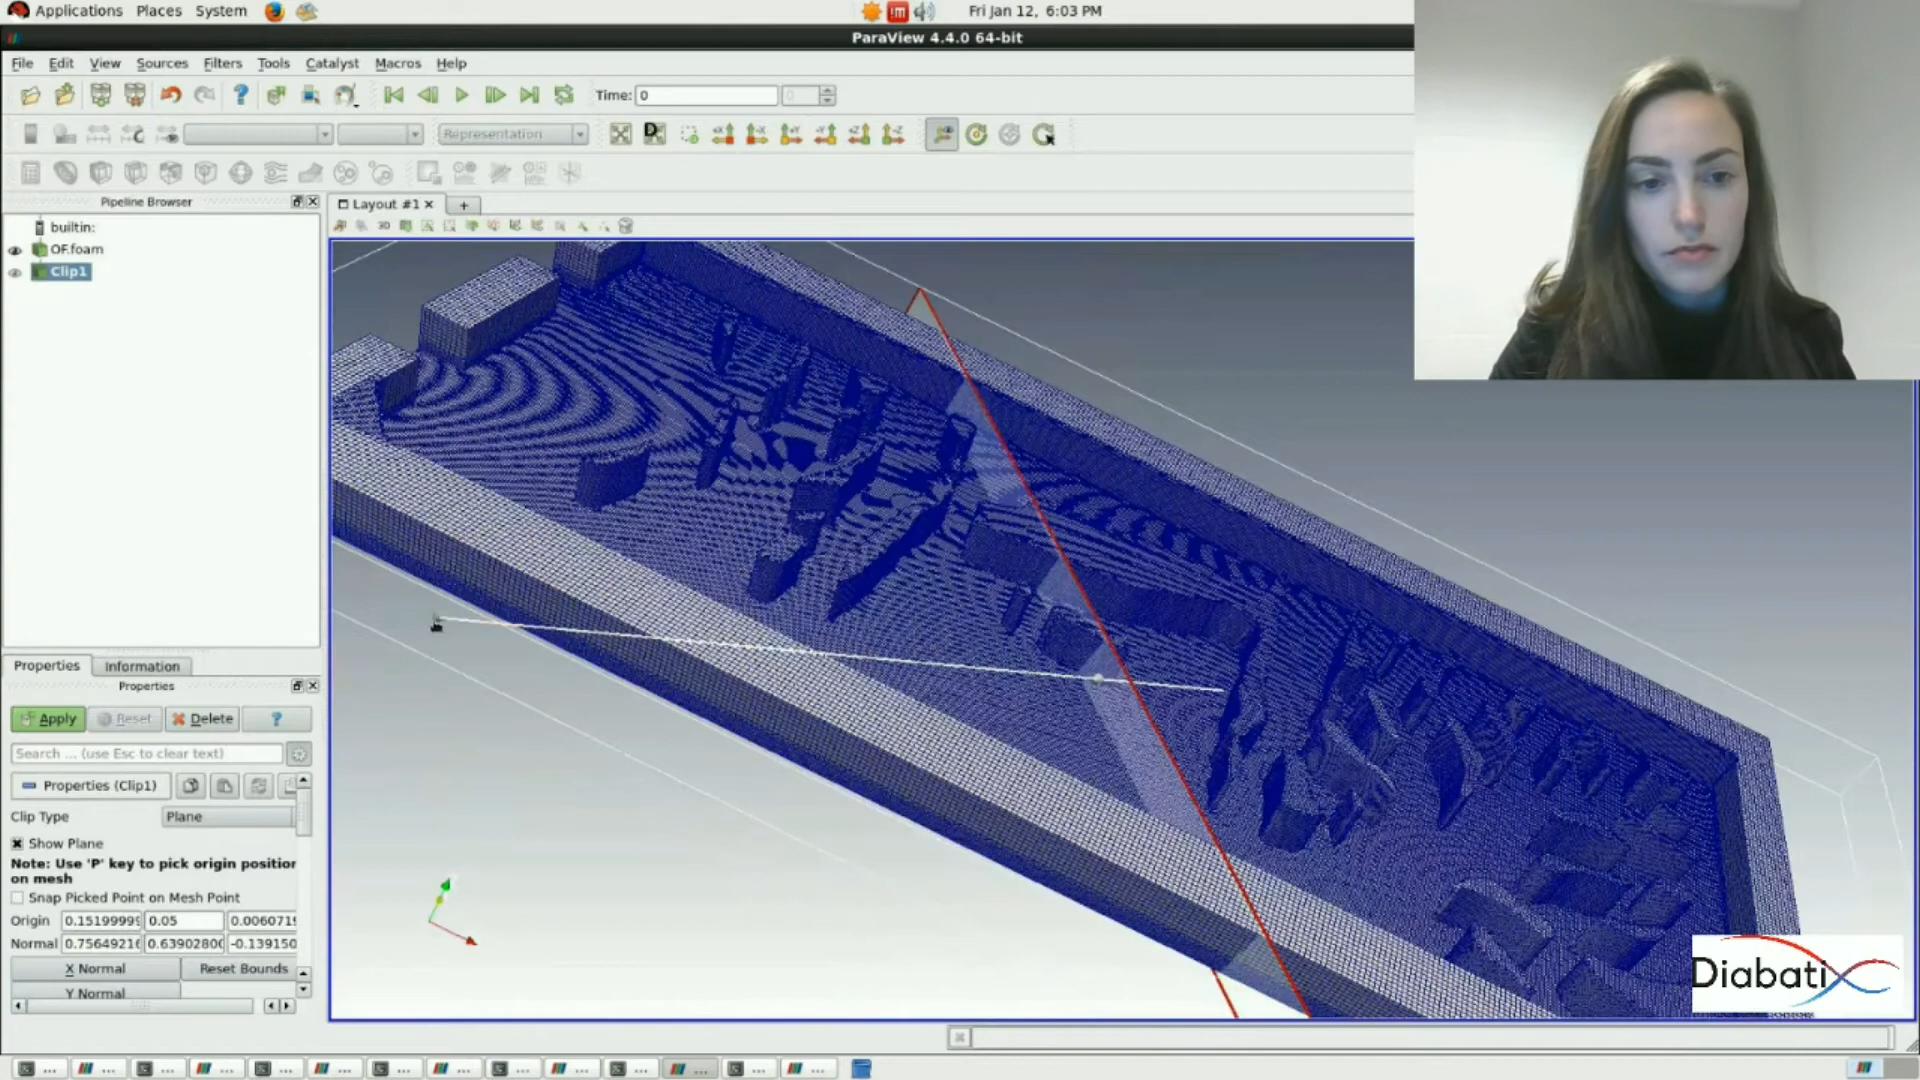 Applications Places System
Fri Jan 12, 6:03 PM
ParaView 4.4.0 64-bit
File Edit View Sources Filters Tools Catalyst Macros Help
Time: 0
0
Representation
Pipeline Browser
Layout #1
builtin:
OF.foam
Clip1
Properties Information
Properties
Apply Reset Delete ?
Search ... (use Esc to clear text)
Properties (Clip1)
Clip Type Plane
Show Plane
Note: Use 'P' key to pick origin position
on mesh
Snap Picked Point on Mesh Point
Origin 0.1519999 0.05 0.00607
Normal 0.7564921 0.6390280 -0.139150
X Normal Reset Bounds
Y Normal
Diabatix